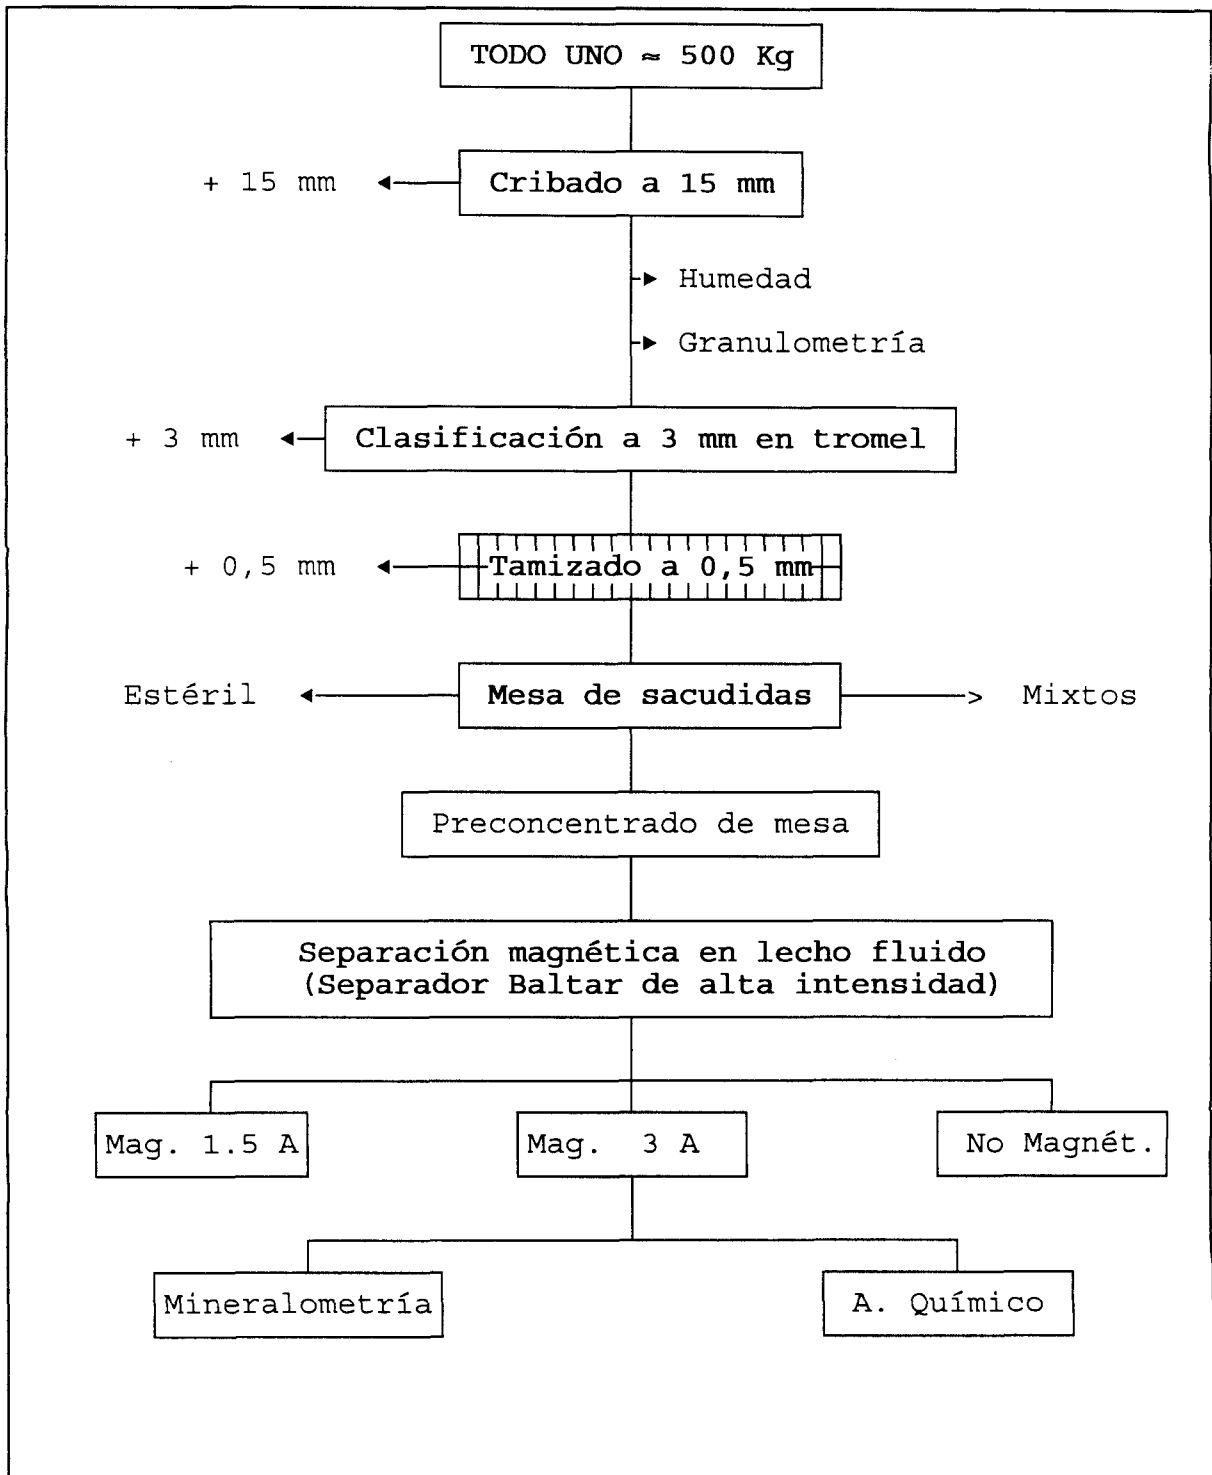 TODO UNO ≈ 500 Kg
+ 15 mm
Cribado a 15 mm
Humedad
Granulometría
+ 3 mm
Clasificación a 3 mm en tromel
+ 0,5 mm
Tamizado a 0,5 mm
Estéril
Mesa de sacudidas
Mixtos
Preconcentrado de mesa
Separación magnética en lecho fluido
(Separador Baltar de alta intensidad)
Mag. 1.5 A
Mag. 3 A
No Magnét.
Mineralometría
A. Químico